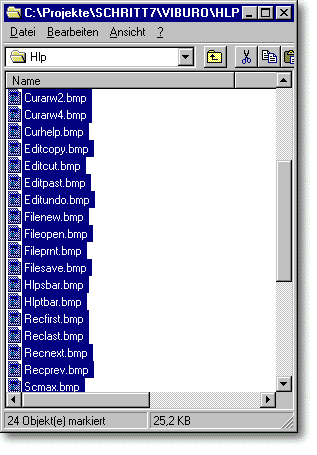 C:\Projekte\SCHRITT7\VIBURO\HLP
Datei Bearbeiten Ansicht ?
Hlp
Name
Curarw2.bmp
Curarw4.bmp
Curhelp.bmp
Editcopy.bmp
Editcut.bmp
Editpast.bmp
Editundo.bmp
Filenew.bmp
Fileopen.bmp
Fileprnt.bmp
Filesave.bmp
Hlpsbar.bmp
Hlptbar.bmp
Recfirst.bmp
Reclast.bmp
Recnext.bmp
Recprev.bmp
Scmax.bmp
24 Objekt(e) markiert 25,2 KB